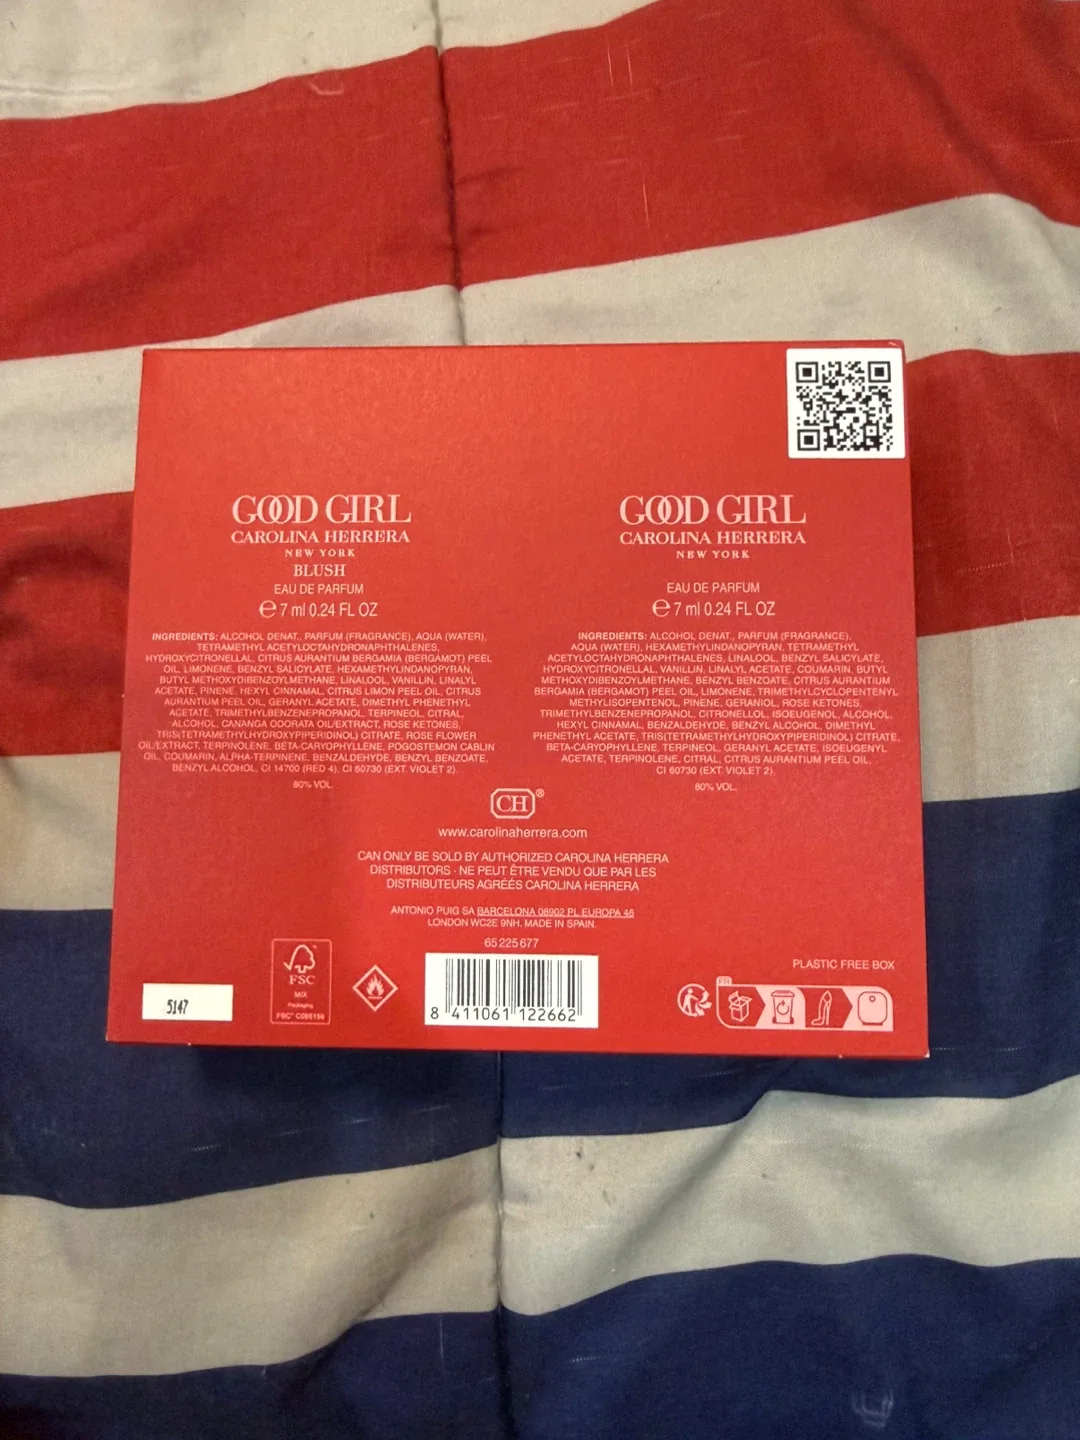 GOOD GIRL
CAROLINA HERRERA
NEW YORK
BLUSH
EAU DE PARFUM
℮ 7 ml 0.24 FL OZ
INGREDIENTS: ALCOHOL DENAT., PARFUM (FRAGRANCE), AQUA (WATER),
TETRAMETHYL ACETYLOCTAHYDRONAPHTHALENES,
HYDROXYCITRONELLAL, CITRUS AURANTIUM BERGAMIA (BERGAMOT) PEEL
OIL, LIMONENE, BENZYL SALICYLATE, HEXAMETHYLINDANOPYRAN,
BUTYL METHOXYDIBENZOYLMETHANE, LINALOOL, VANILLIN, LINALYL
ACETATE, PINENE, HEXYL CINNAMAL, CITRUS LIMON PEEL OIL, CITRUS
AURANTIUM PEEL OIL, GERANYL ACETATE, DIMETHYL PHENETHYL
ACETATE, TRIMETHYLBENZENEPROPANOL, TERPINEOL, CITRAL,
ALCOHOL, CANANGA ODORATA OIL/EXTRACT, ROSE KETONES,
TRIS(TETRAMETHYLHYDROXYPIPERIDINOL) CITRATE, ROSE FLOWER
OIL/EXTRACT, TERPINOLENE, BETA-CARYOPHYLLENE, POGOSTEMON CABLIN
OIL, COUMARIN, ALPHA-TERPINENE, BENZALDEHYDE, BENZYL BENZOATE,
BENZYL ALCOHOL, CI 14700 (RED 4), CI 60730 (EXT. VIOLET 2).
80% VOL.
GOOD GIRL
CAROLINA HERRERA
NEW YORK
EAU DE PARFUM
℮ 7 ml 0.24 FL OZ
INGREDIENTS: ALCOHOL DENAT., PARFUM (FRAGRANCE),
AQUA (WATER), HEXAMETHYLINDANOPYRAN, TETRAMETHYL
ACETYLOCTAHYDRONAPHTHALENES, LINALOOL, BENZYL SALICYLATE,
HYDROXYCITRONELLAL, VANILLIN, LINALYL ACETATE, COUMARIN, BUTYL
METHOXYDIBENZOYLMETHANE, BENZYL BENZOATE, CITRUS AURANTIUM
BERGAMIA (BERGAMOT) PEEL OIL, LIMONENE, TRIMETHYLCYCLOPENTENYL
METHYLISOPENTENOL, PINENE, GERANIOL, ROSE KETONES,
TRIMETHYLBENZENEPROPANOL, CITRONELLOL, ISOEUGENOL, ALCOHOL,
HEXYL CINNAMAL, BENZALDEHYDE, BENZYL ALCOHOL, DIMETHYL
PHENETHYL ACETATE, TRIS(TETRAMETHYLHYDROXYPIPERIDINOL) CITRATE,
BETA-CARYOPHYLLENE, TERPINEOL, GERANYL ACETATE, ISOEUGENYL
ACETATE, TERPINOLENE, CITRAL, CITRUS AURANTIUM PEEL OIL,
CI 60730 (EXT. VIOLET 2).
80% VOL.
CH®
www.carolinaherrera.com
CAN ONLY BE SOLD BY AUTHORIZED CAROLINA HERRERA
DISTRIBUTORS · NE PEUT ÊTRE VENDU QUE PAR LES
DISTRIBUTEURS AGRÉÉS CAROLINA HERRERA
ANTONIO PUIG SA BARCELONA 08902 PL EUROPA 46
LONDON WC2E 9NH. MADE IN SPAIN.
65225677
5147
FSC
MIX
Packaging
8 411061 122662
PLASTIC FREE BOX